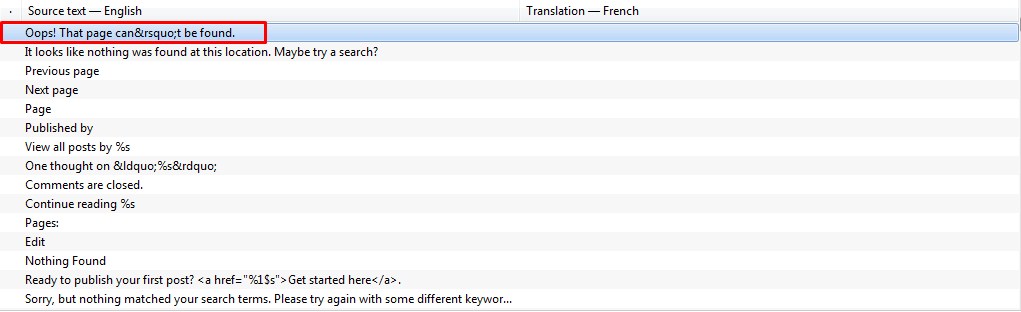 Source text — English Translation — French
Oops! That page can&rsquo;t be found.
It looks like nothing was found at this location. Maybe try a search?
Previous page
Next page
Page
Published by
View all posts by %s
One thought on &ldquo;%s&rdquo;
Comments are closed.
Continue reading %s
Pages:
Edit
Nothing Found
Ready to publish your first post? <a href="%1$s">Get started here</a>.
Sorry, but nothing matched your search terms. Please try again with some different keywor...